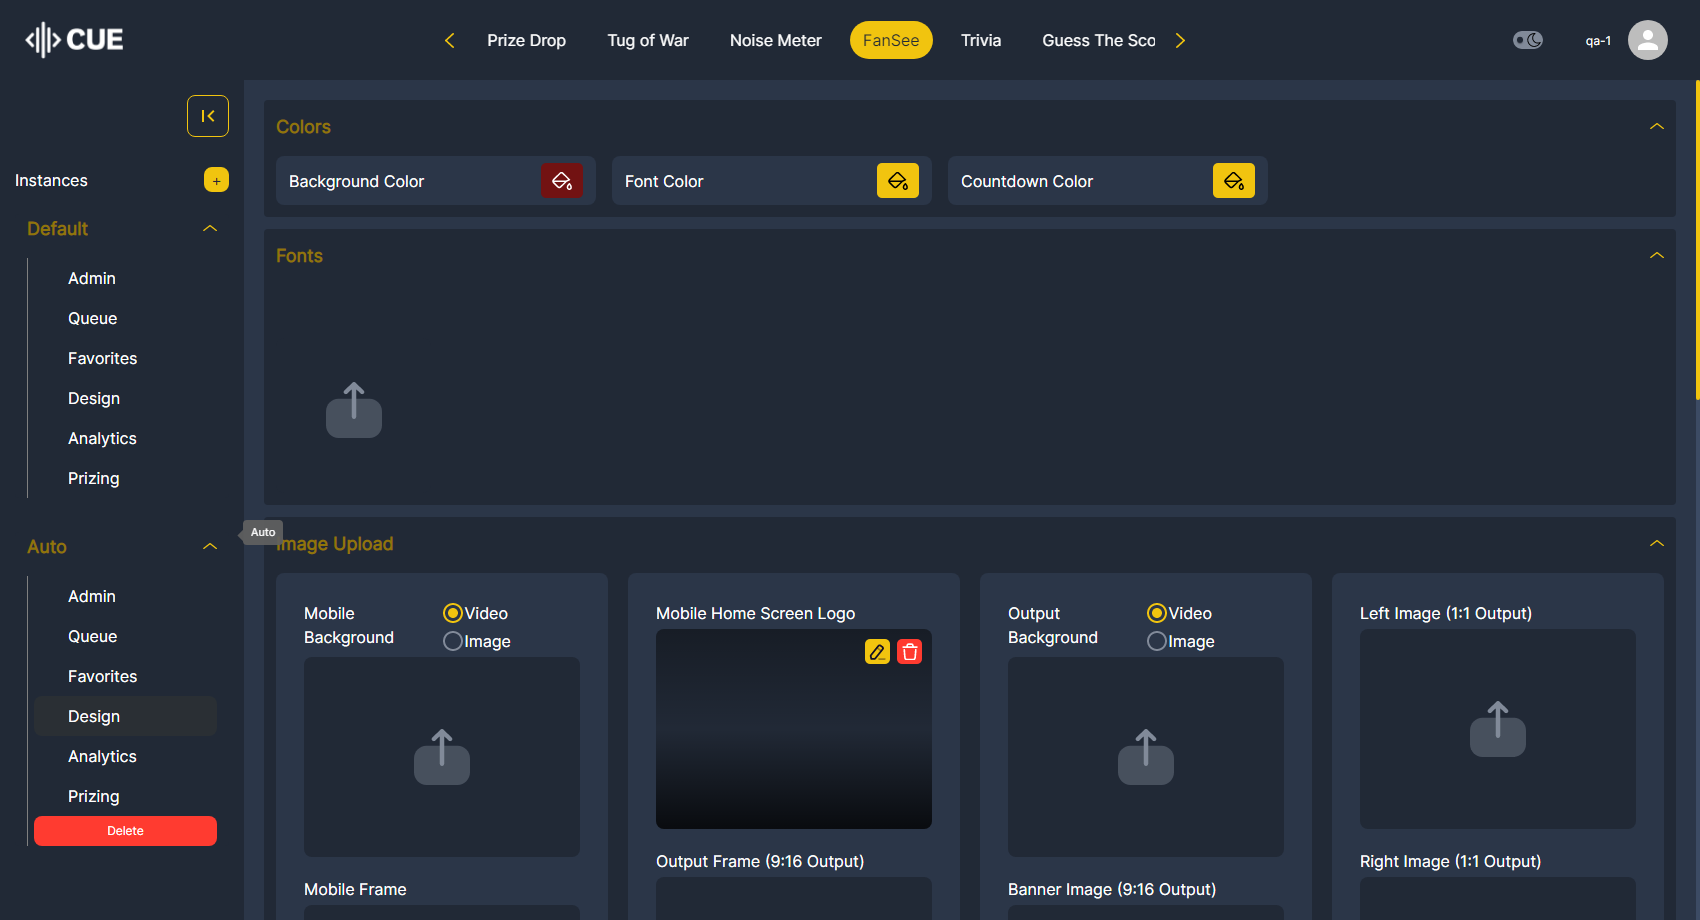 CUE
Prize Drop
Tug of War
Noise Meter
FanSee
Trivia
Guess The Sco
qa-1
Instances
+
Default
Admin
Queue
Favorites
Design
Analytics
Prizing
Auto
Admin
Queue
Favorites
Design
Analytics
Prizing
Delete
Auto
Colors
Background Color
Font Color
Countdown Color
Fonts
Image Upload
Mobile
Background
Video
Image
Mobile Home Screen Logo
Output
Background
Video
Image
Left Image (1:1 Output)
Mobile Frame
Output Frame (9:16 Output)
Banner Image (9:16 Output)
Right Image (1:1 Output)